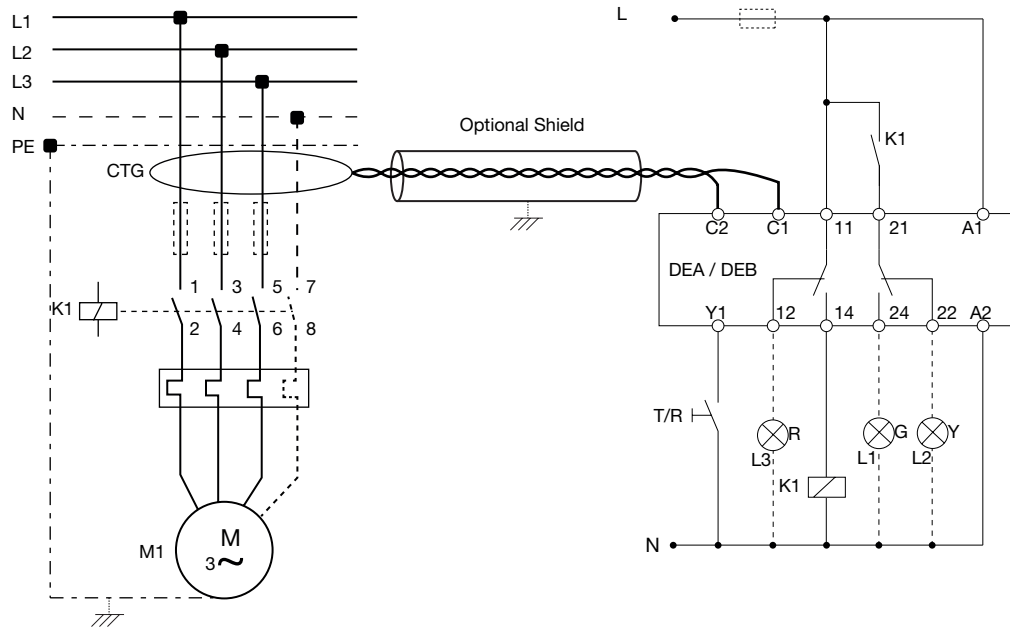 L1
L2
L3
N
PE
CTG
Optional Shield
1 3 5 7
K1
2 4 6 8
M1
M
3 ~
L
K1
C2 C1 11 21 A1
DEA / DEB
Y1 12 14 24 22 A2
T/R
R G Y
L3 L1 L2
K1
N